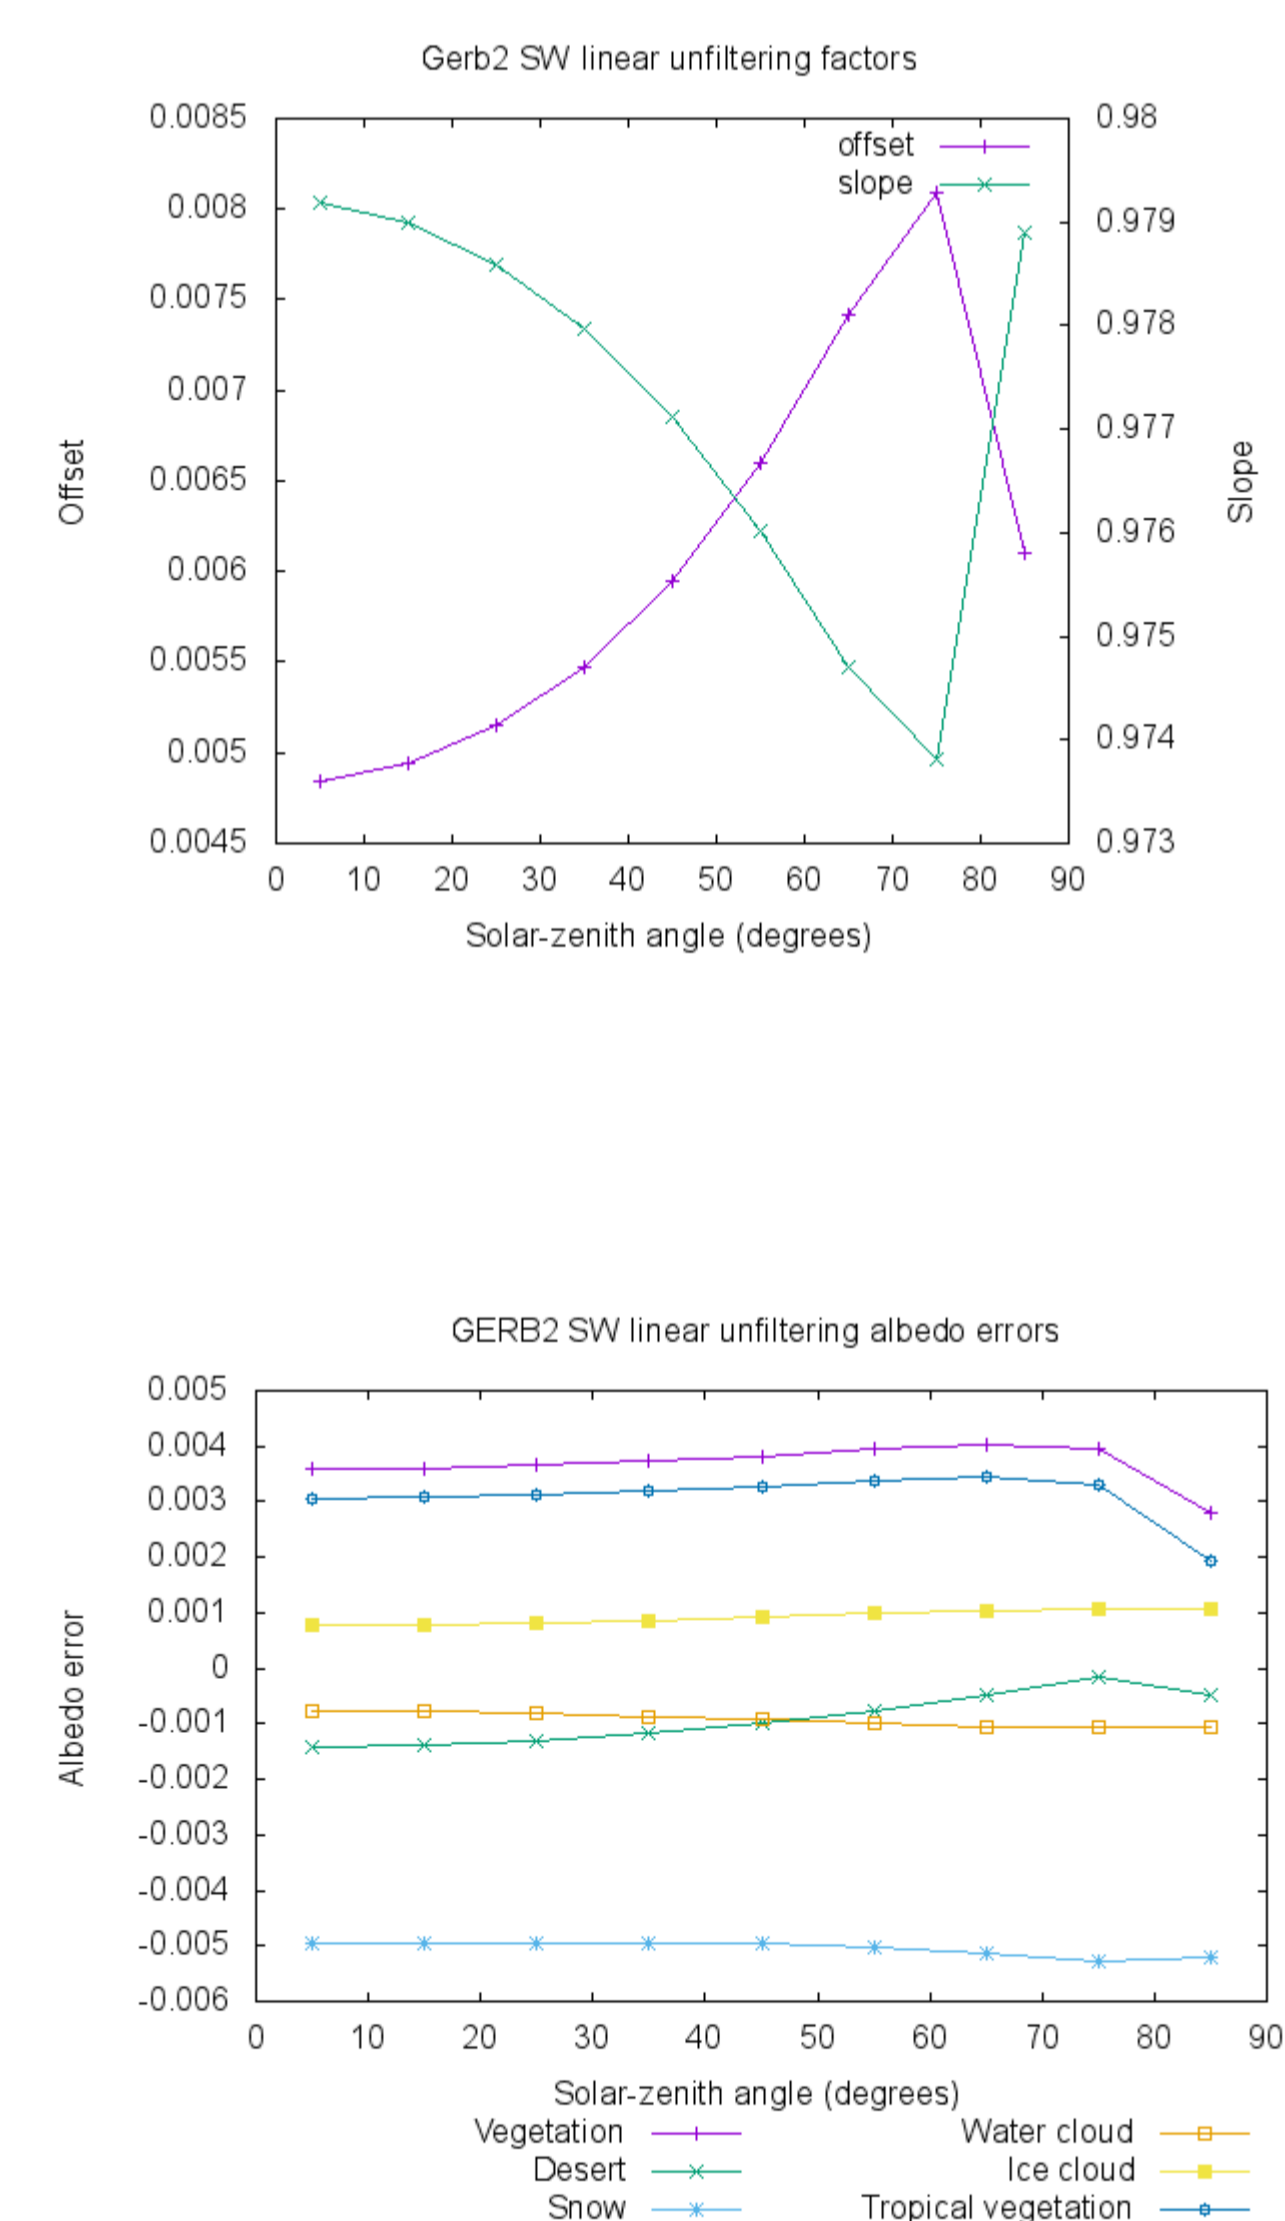 Gerb2 SW linear unfiltering factors
0.0085
0.98
offset
slope
0.008
0.979
0.0075
0.978
0.007
0.977
Offset
Slope
0.0065
0.976
0.006
0.975
0.0055
0.974
0.005
0.0045
0.973
0 10 20 30 40 50 60 70 80 90
Solar-zenith angle (degrees)
GERB2 SW linear unfiltering albedo errors
0.005
0.004
0.003
0.002
0.001
Albedo error
0
-0.001
-0.002
-0.003
-0.004
-0.005
-0.006
0 10 20 30 40 50 60 70 80 90
Solar-zenith angle (degrees)
Vegetation Water cloud
Desert Ice cloud
Snow Tropical vegetation